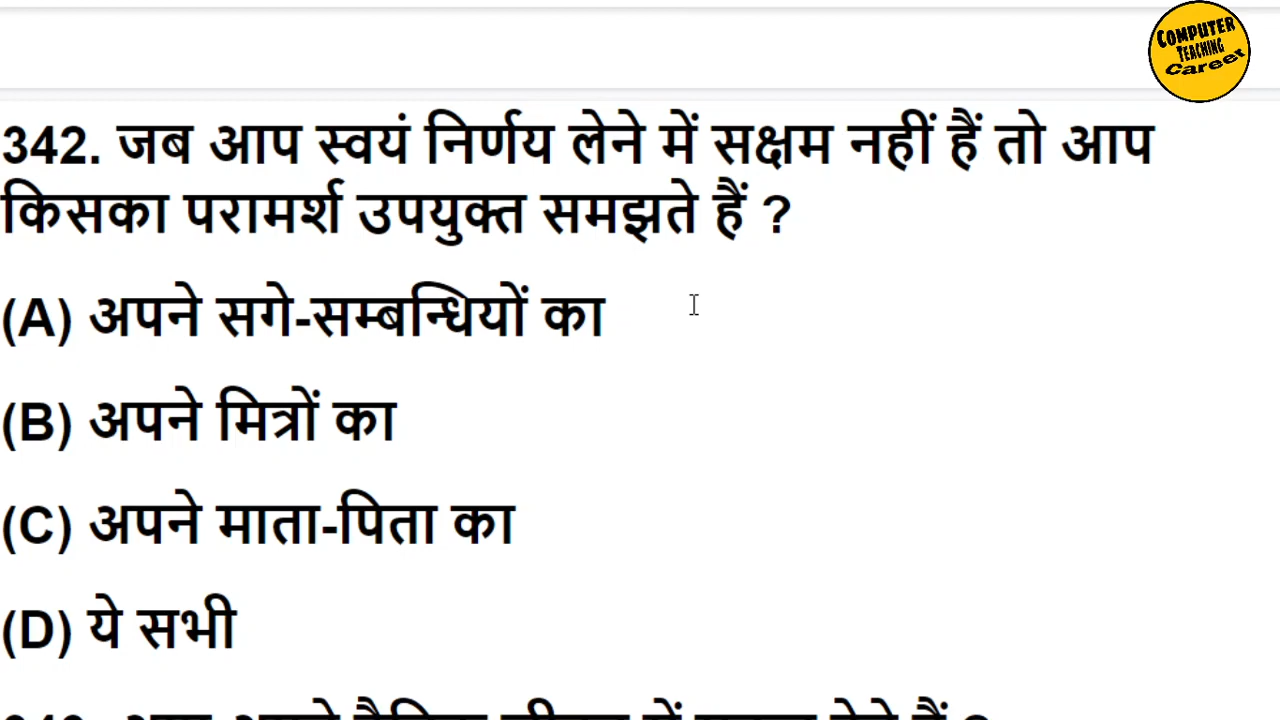 COMPUTER
TEACHING
Career
342. जब आप स्वयं निर्णय लेने में सक्षम नहीं हैं तो आप
किसका परामर्श उपयुक्त समझते हैं ?
(A) अपने सगे-सम्बन्धियों का
(B) अपने मित्रों का
(C) अपने माता-पिता का
(D) ये सभी